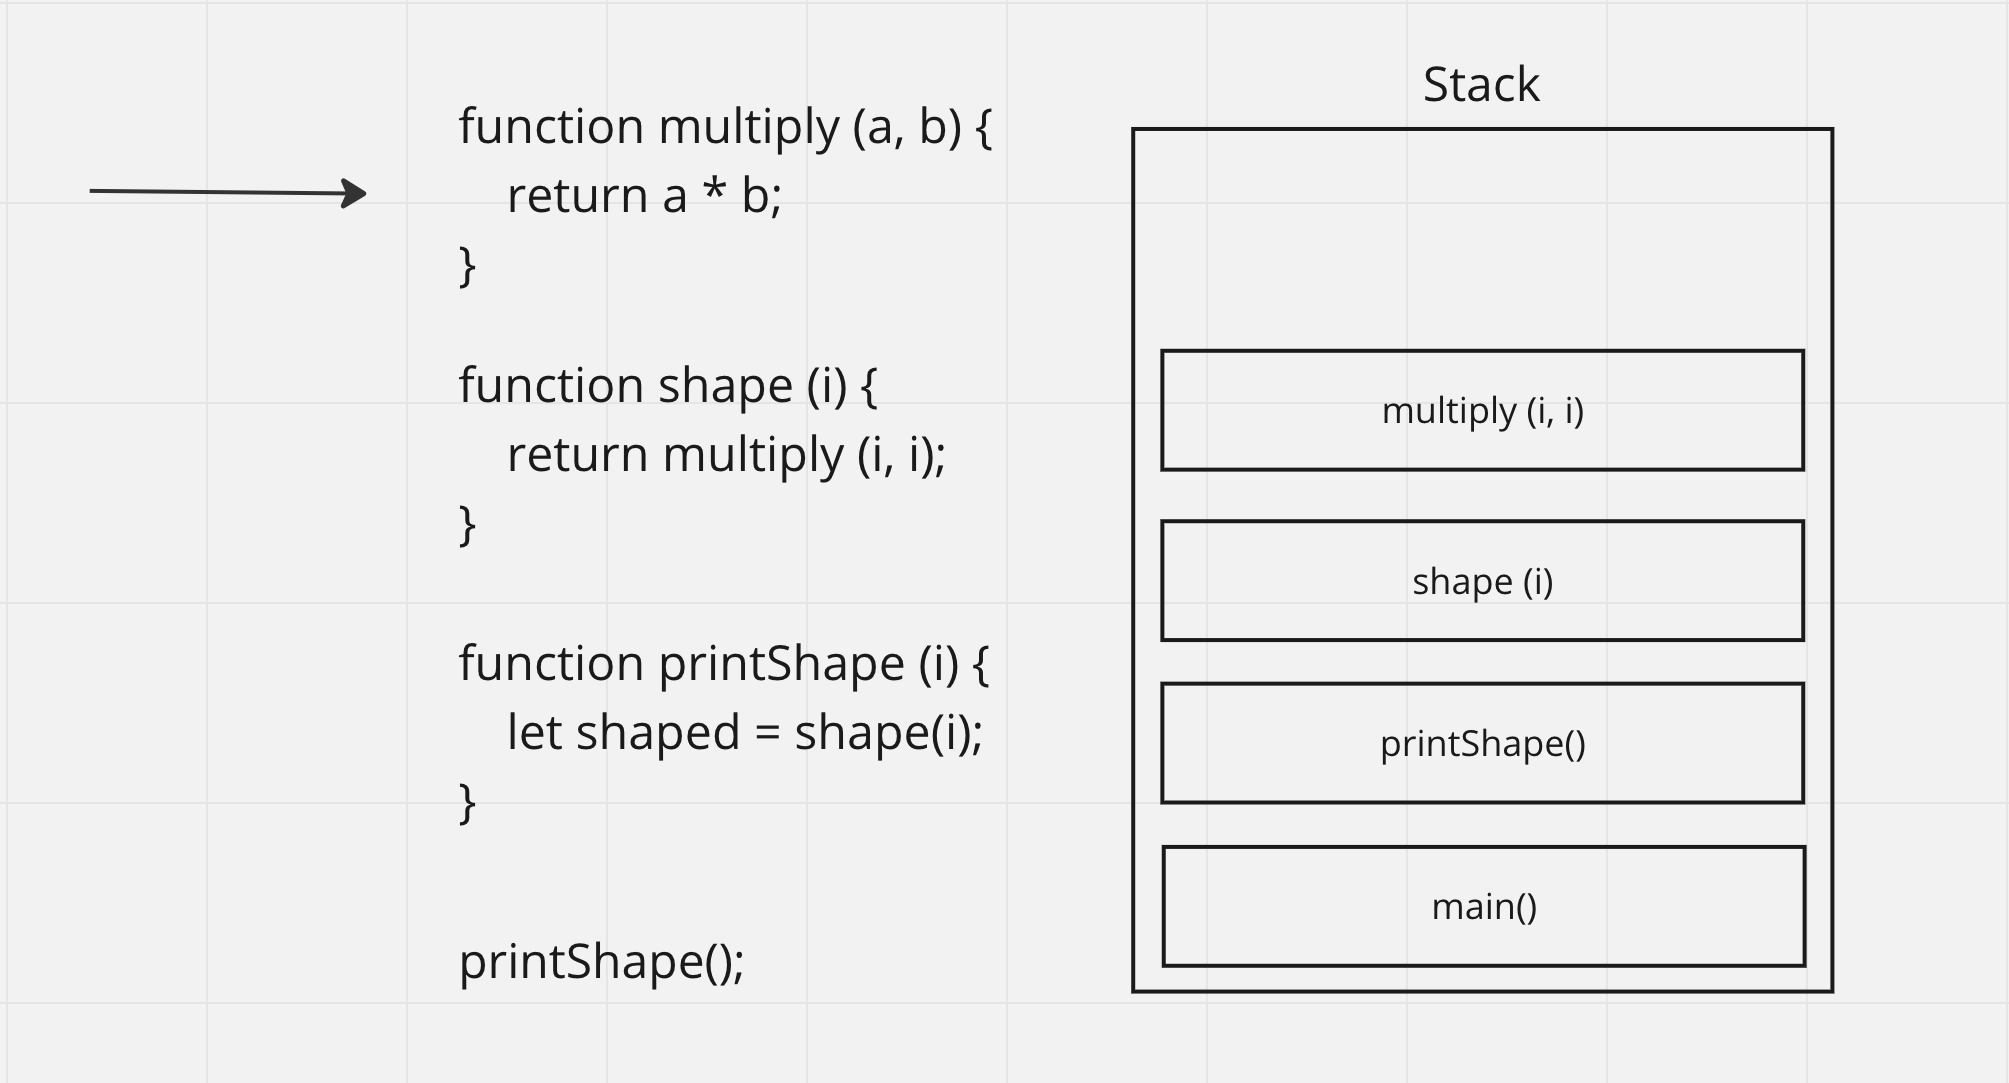 function multiply (a, b) {
return a * b;
}
function shape (i) {
return multiply (i, i);
}
function printShape (i) {
let shaped = shape(i);
}
printShape();
Stack
multiply (i, i)
shape (i)
printShape()
main()